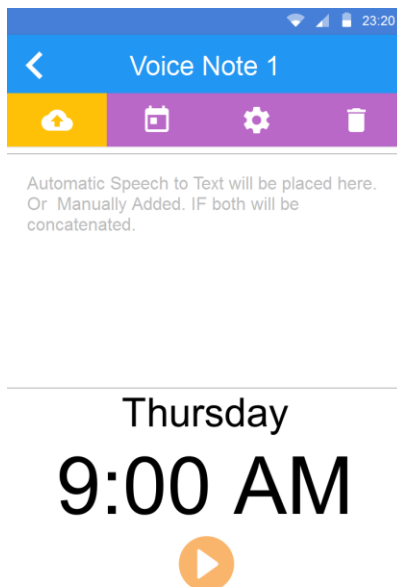 23:20
Voice Note 1
Automatic Speech to Text will be placed here.
Or Manually Added. IF both will be
concatenated.
Thursday
9:00 AM